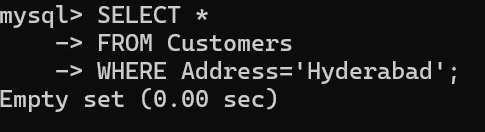 mysql> SELECT *
    -> FROM Customers
    -> WHERE Address='Hyderabad';
Empty set (0.00 sec)